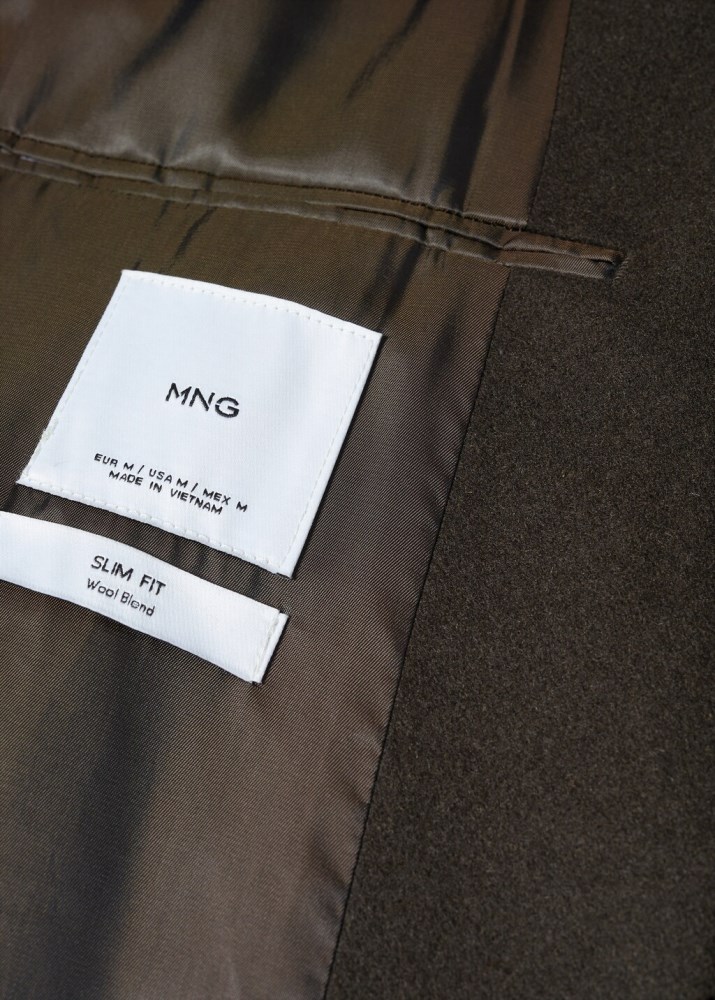 MNG
EUR M / USA M / MEX M
MADE IN VIETNAM
SLIM FIT
Wool Blend